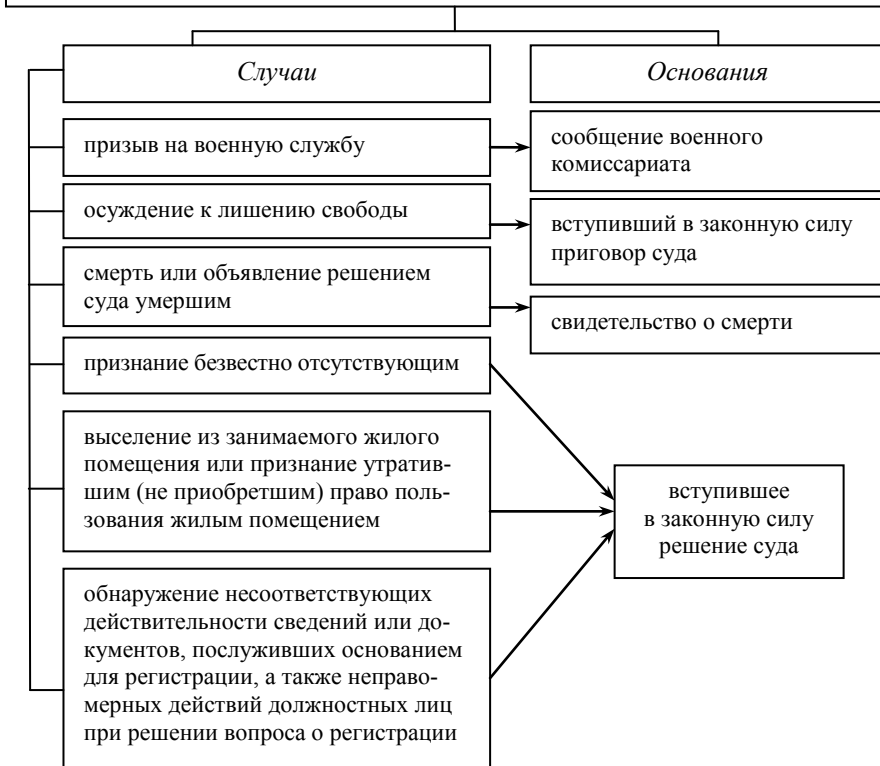 Случаи
Основания
призыв на военную службу
сообщение военного
комиссариата
осуждение к лишению свободы
вступивший в законную силу
приговор суда
смерть или объявление решением
суда умершим
свидетельство о смерти
признание безвестно отсутствующим
выселение из занимаемого жилого
помещения или признание утратив-
шим (не приобретшим) право поль-
зования жилым помещением
вступившее
в законную силу
решение суда
обнаружение несоответствующих
действительности сведений или до-
кументов, послуживших основанием
для регистрации, а также неправо-
мерных действий должностных лиц
при решении вопроса о регистрации